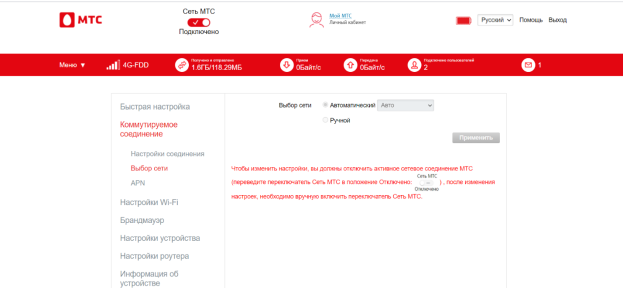 МТС
Сеть МТС
Подключено
Мой МТС
Личный кабинет
Русский
Помощь
Выход
Меню ▼
4G-FDD
Получено и отправлено
1.6ГБ/118.29МБ
Прием
0Байт/с
Передача
0Байт/с
Подключено пользователей
2
1
Быстрая настройка
Коммутируемое
соединение
Настройки соединения
Выбор сети
APN
Настройки Wi-Fi
Брандмауэр
Настройки устройства
Настройки роутера
Информация об
устройстве
Выбор сети
Автоматический
Авто
Ручной
Применить
Чтобы изменить настройки, вы должны отключить активное сетевое соединение МТС
(переведите переключатель Сеть МТС в положение Отключено: Сеть МТС Отключено ) , после изменения
настроек, необходимо вручную включить переключатель Сеть МТС.